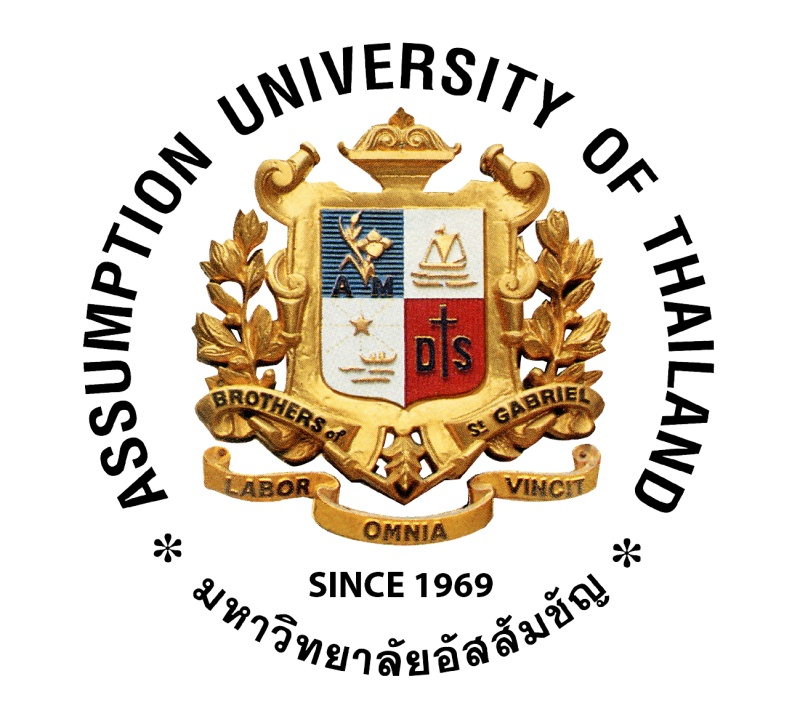 ASSUMPTION UNIVERSITY OF THAILAND
A M
D S
BROTHERS of St GABRIEL
LABOR OMNIA VINCIT
SINCE 1969
* มหาวิทยาลัยอัสสัมชัญ *